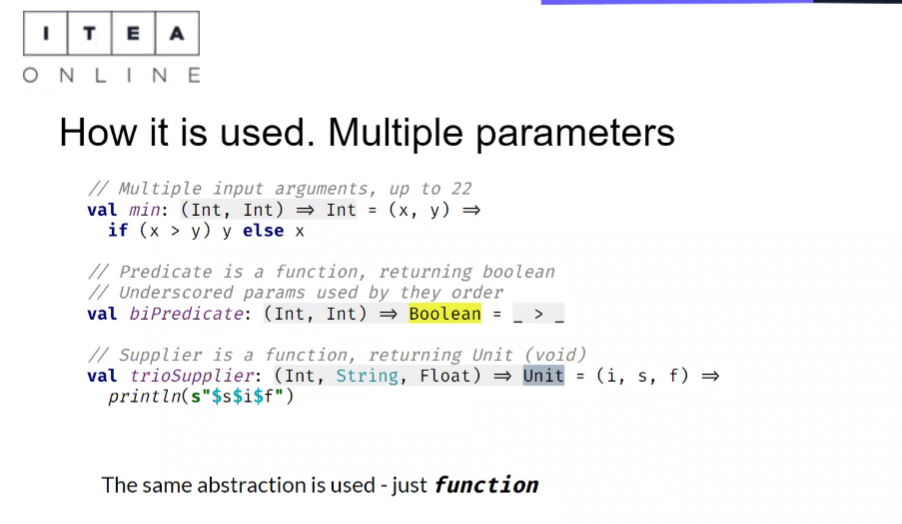 ITEA
ONLINE
How it is used. Multiple parameters
// Multiple input arguments, up to 22
val min: (Int, Int) ⇒ Int = (x, y) ⇒
if (x > y) y else x
// Predicate is a function, returning boolean
// Underscored params used by they order
val biPredicate: (Int, Int) ⇒ Boolean = _ > _
// Supplier is a function, returning Unit (void)
val trioSupplier: (Int, String, Float) ⇒ Unit = (i, s, f) ⇒
println(s"$s$i$f")
The same abstraction is used - just function